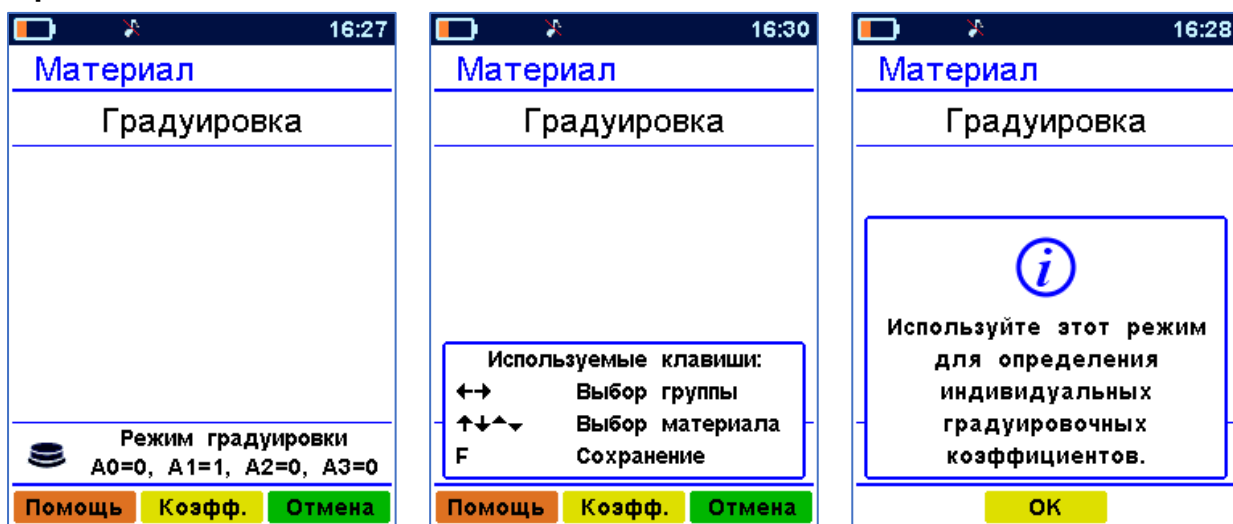 16:27
Материал
Градуировка
Режим градуировки
A0=0, A1=1, A2=0, A3=0
Помощь Коэфф. Отмена
16:30
Материал
Градуировка
Используемые клавиши:
←→ Выбор группы
↑↓▲▼ Выбор материала
F Сохранение
Помощь Коэфф. Отмена
16:28
Материал
Градуировка
i
Используйте этот режим
для определения
индивидуальных
градуировочных
коэффициентов.
ОК